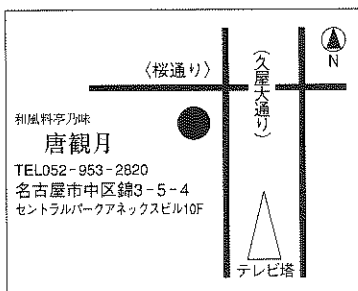 〈桜通り〉
(久屋大通り)
N
和風料亭乃味
唐観月
TEL052-953-2820
名古屋市中区錦3-5-4
セントラルパークアネックスビル10F
テレビ塔